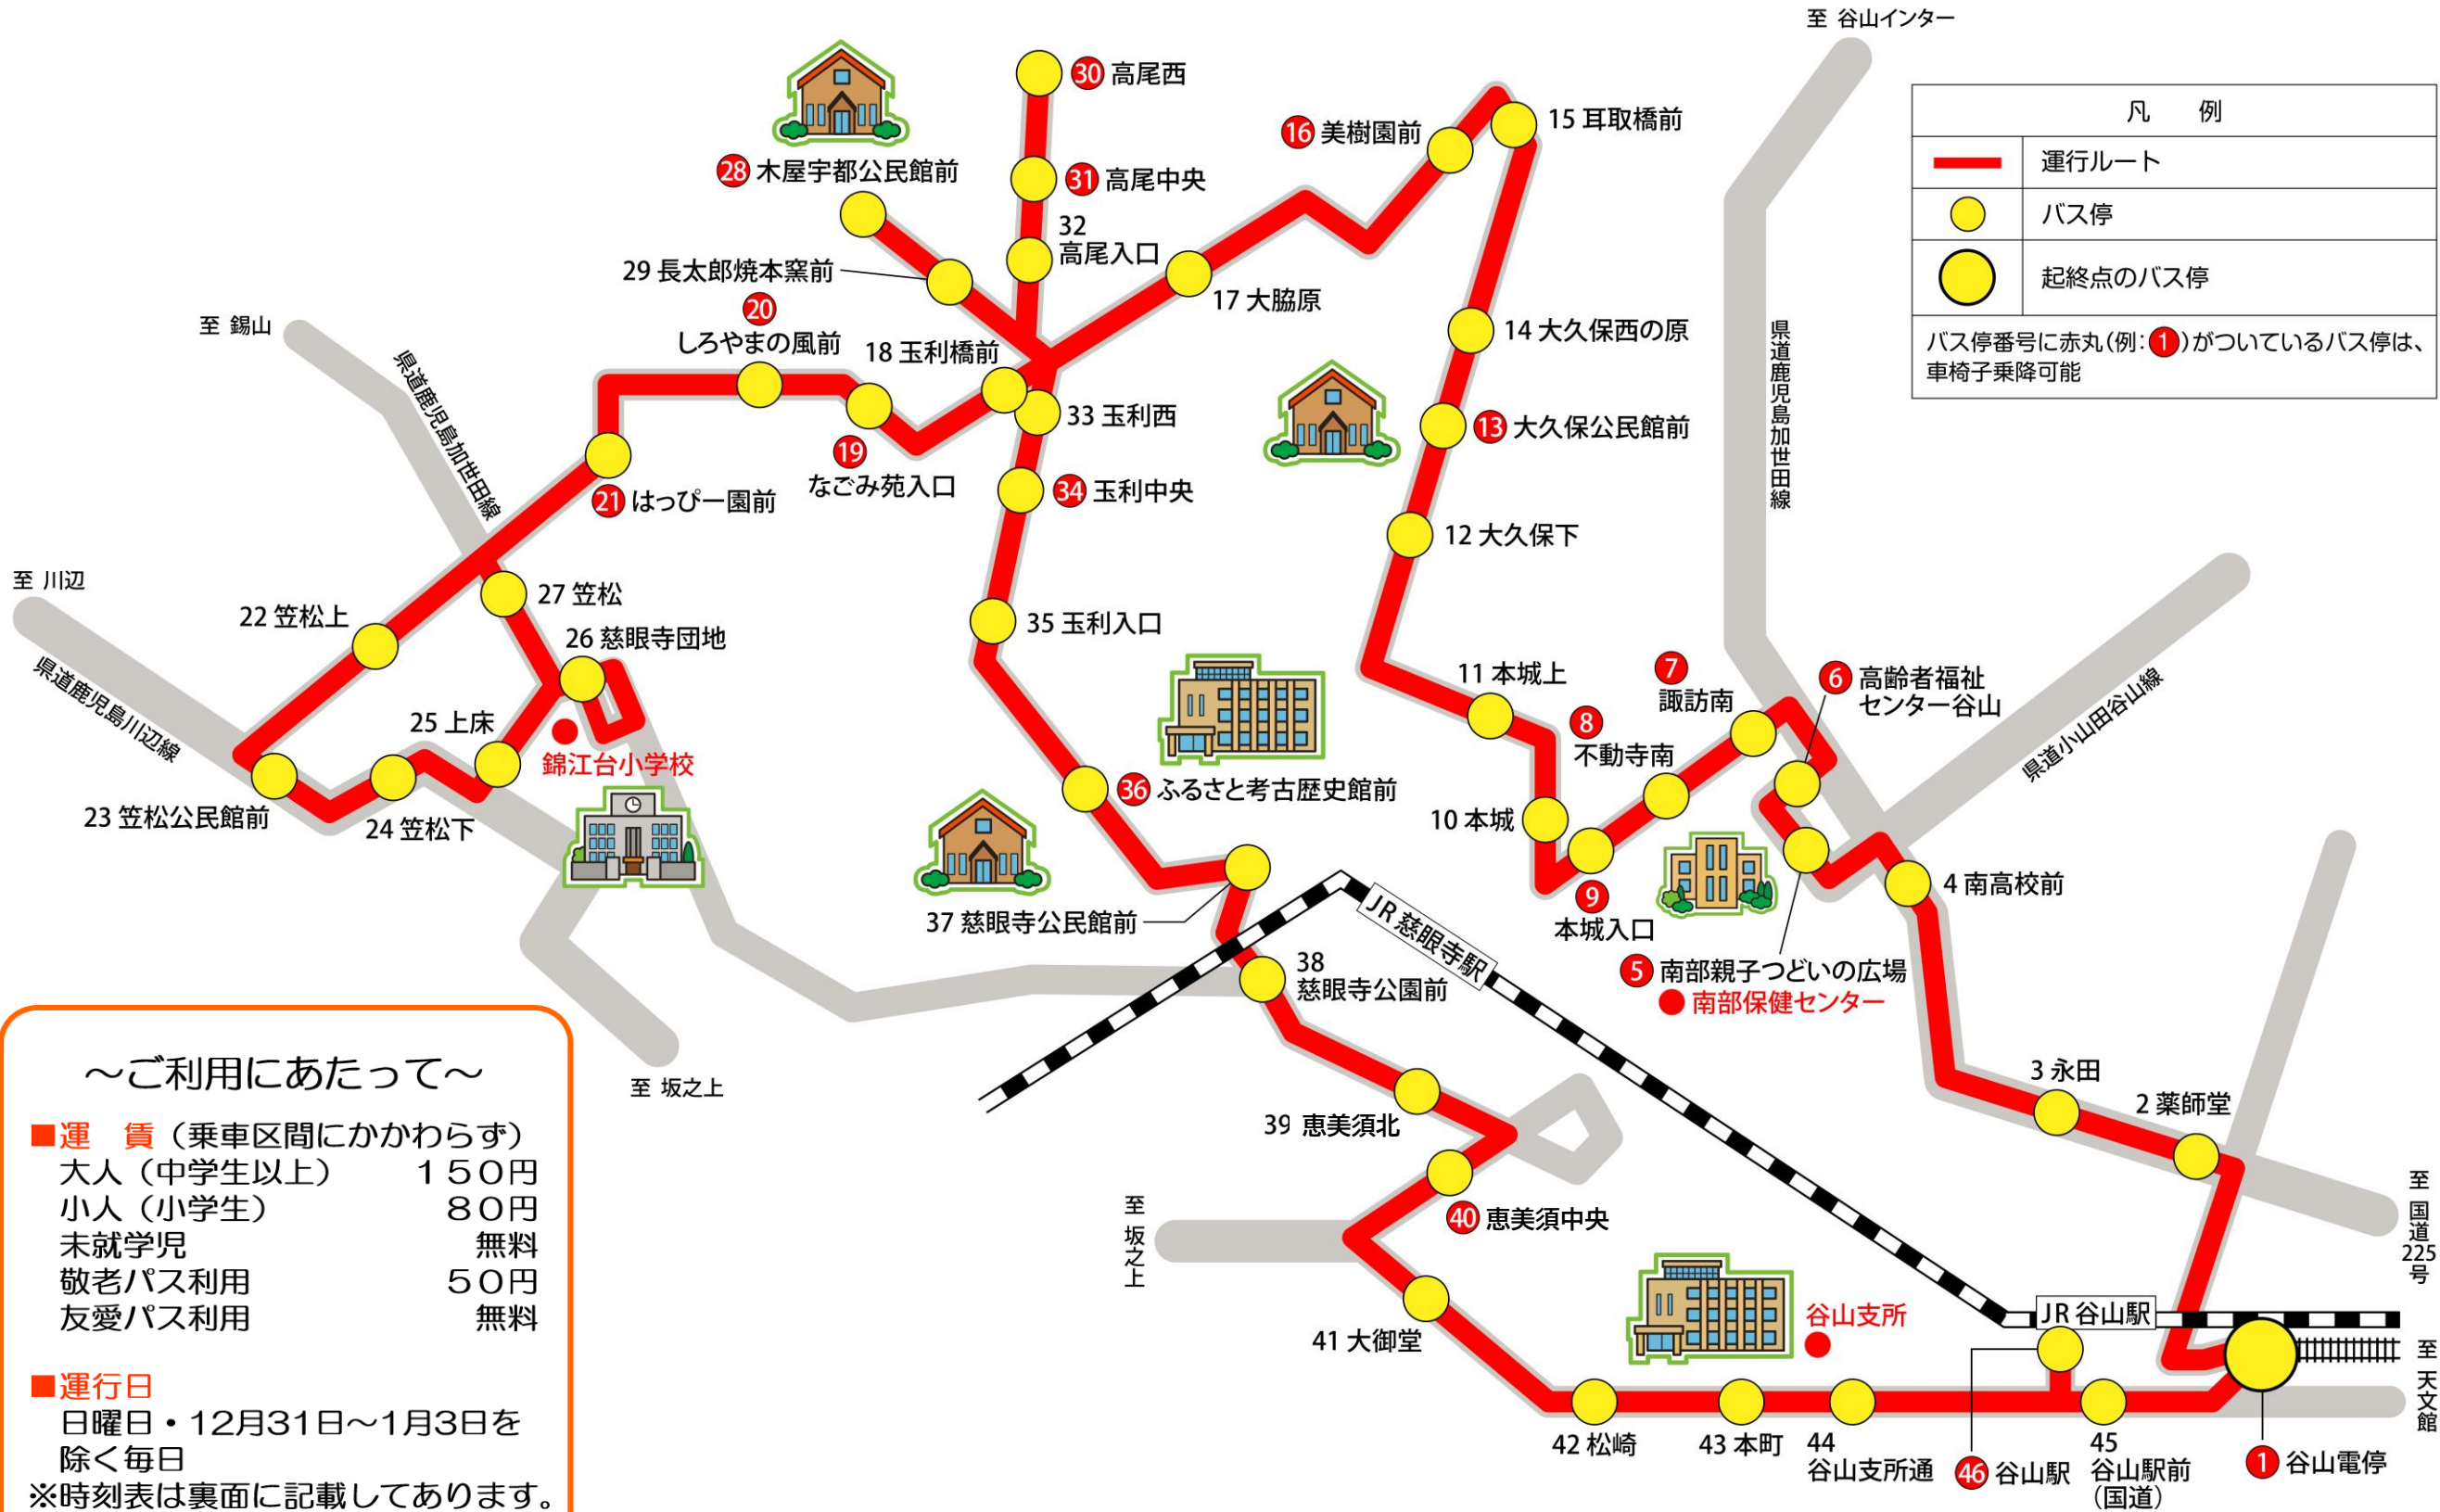 至 谷山インター
凡 例
運行ルート
バス停
起終点のバス停
バス停番号に赤丸(例:1)がついているバス停は、
車椅子乗降可能
30 高尾西
31 高尾中央
32
高尾入口
28 木屋宇都公民館前
29 長太郎焼本窯前
16 美樹園前
15 耳取橋前
17 大脇原
14 大久保西の原
13 大久保公民館前
12 大久保下
県道鹿児島加世田線
至 錫山
県道鹿児島加世田線
20
しろやまの風前
18 玉利橋前
19
なごみ苑入口
21 はっぴー園前
33 玉利西
34 玉利中央
35 玉利入口
至 川辺
県道鹿児島川辺線
22 笠松上
27 笠松
26 慈眼寺団地
25 上床
錦江台小学校
23 笠松公民館前
24 笠松下
11 本城上
7
諏訪南
6 高齢者福祉
センター谷山
8
不動寺南
県道小山田谷山線
36 ふるさと考古歴史館前
10 本城
9
本城入口
4 南高校前
37 慈眼寺公民館前
JR 慈眼寺駅
38
慈眼寺公園前
5 南部親子つどいの広場
南部保健センター
3 永田
2 薬師堂
至 坂之上
39 恵美須北
40 恵美須中央
至 坂之上
至 国道225号
41 大御堂
谷山支所
JR 谷山駅
至 天文館
42 松崎
43 本町
44
谷山支所通
46 谷山駅
45
谷山駅前
(国道)
1 谷山電停
~ご利用にあたって~
■運 賃(乗車区間にかかわらず)
大人(中学生以上) 150円
小人(小学生) 80円
未就学児 無料
敬老パス利用 50円
友愛パス利用 無料
■運行日
日曜日・12月31日~1月3日を
除く毎日
※時刻表は裏面に記載してあります。